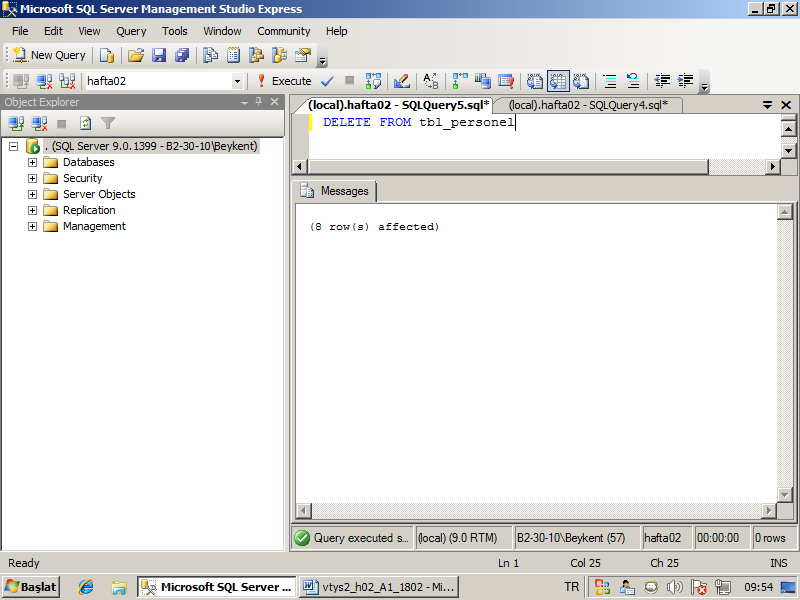 Microsoft SQL Server Management Studio Express
File Edit View Query Tools Window Community Help
New Query
hafta02 Execute
Object Explorer
(local).hafta02 - SQLQuery5.sql* (local).hafta02 - SQLQuery4.sql*
DELETE FROM tbl_personel
. (SQL Server 9.0.1399 - B2-30-10\Beykent)
Databases
Security
Server Objects
Replication
Management
Messages
(8 row(s) affected)
Query executed s... (local) (9.0 RTM) B2-30-10\Beykent (57) hafta02 00:00:00 0 rows
Ready Ln 1 Col 25 Ch 25 INS
Başlat Microsoft SQL Server ... vtys2_h02_A1_1802 - Mi... TR 09:54